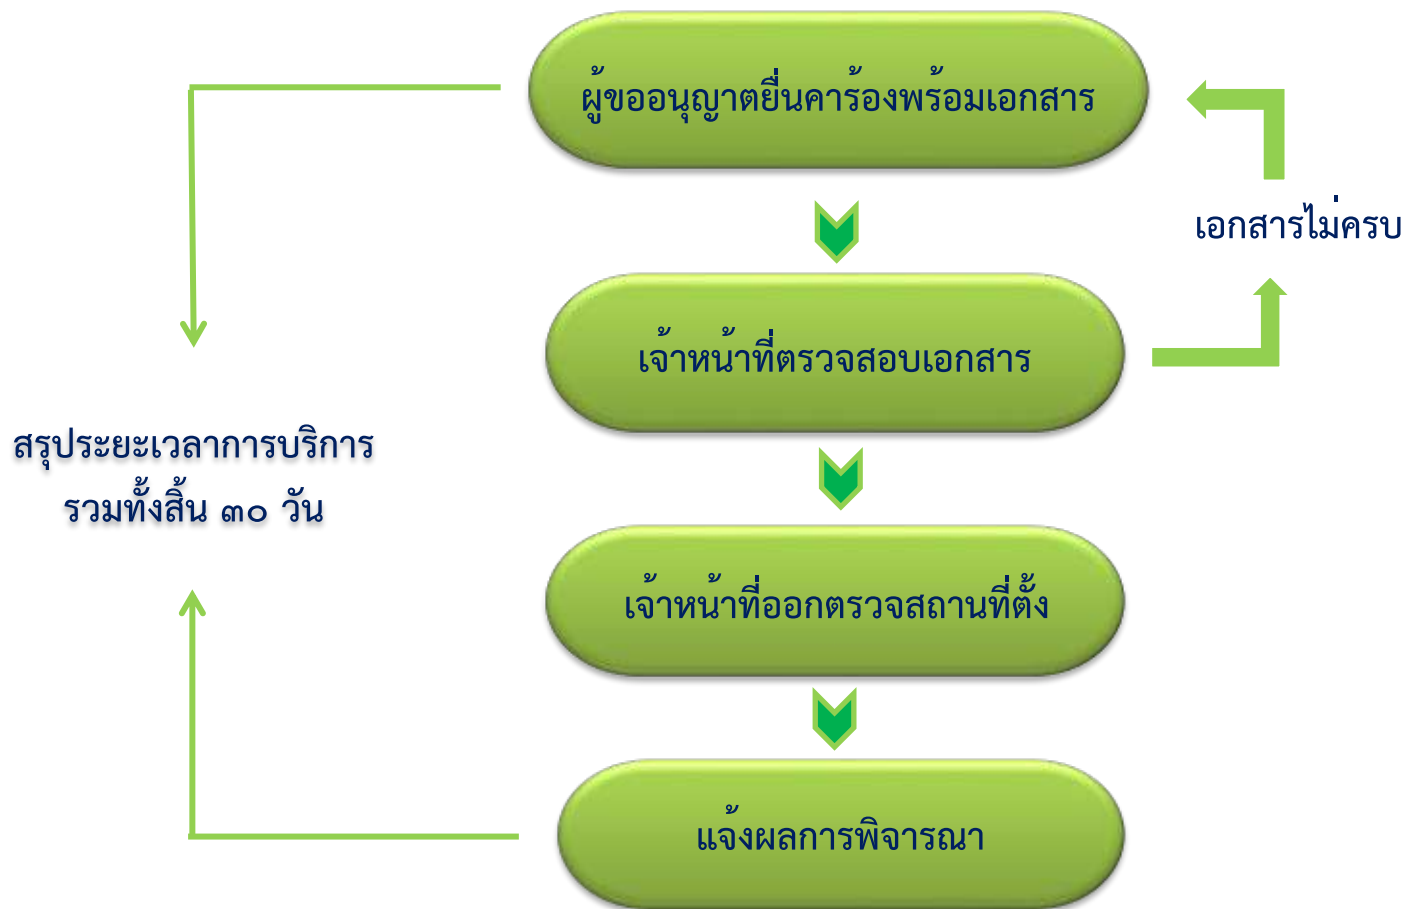 ผู้ขออนุญาตยื่นคาร้องพร้อมเอกสาร
เอกสารไม่ครบ
เจ้าหน้าที่ตรวจสอบเอกสาร
สรุประยะเวลาการบริการ
รวมทั้งสิ้น ๓๐ วัน
เจ้าหน้าที่ออกตรวจสถานที่ตั้ง
แจ้งผลการพิจารณา